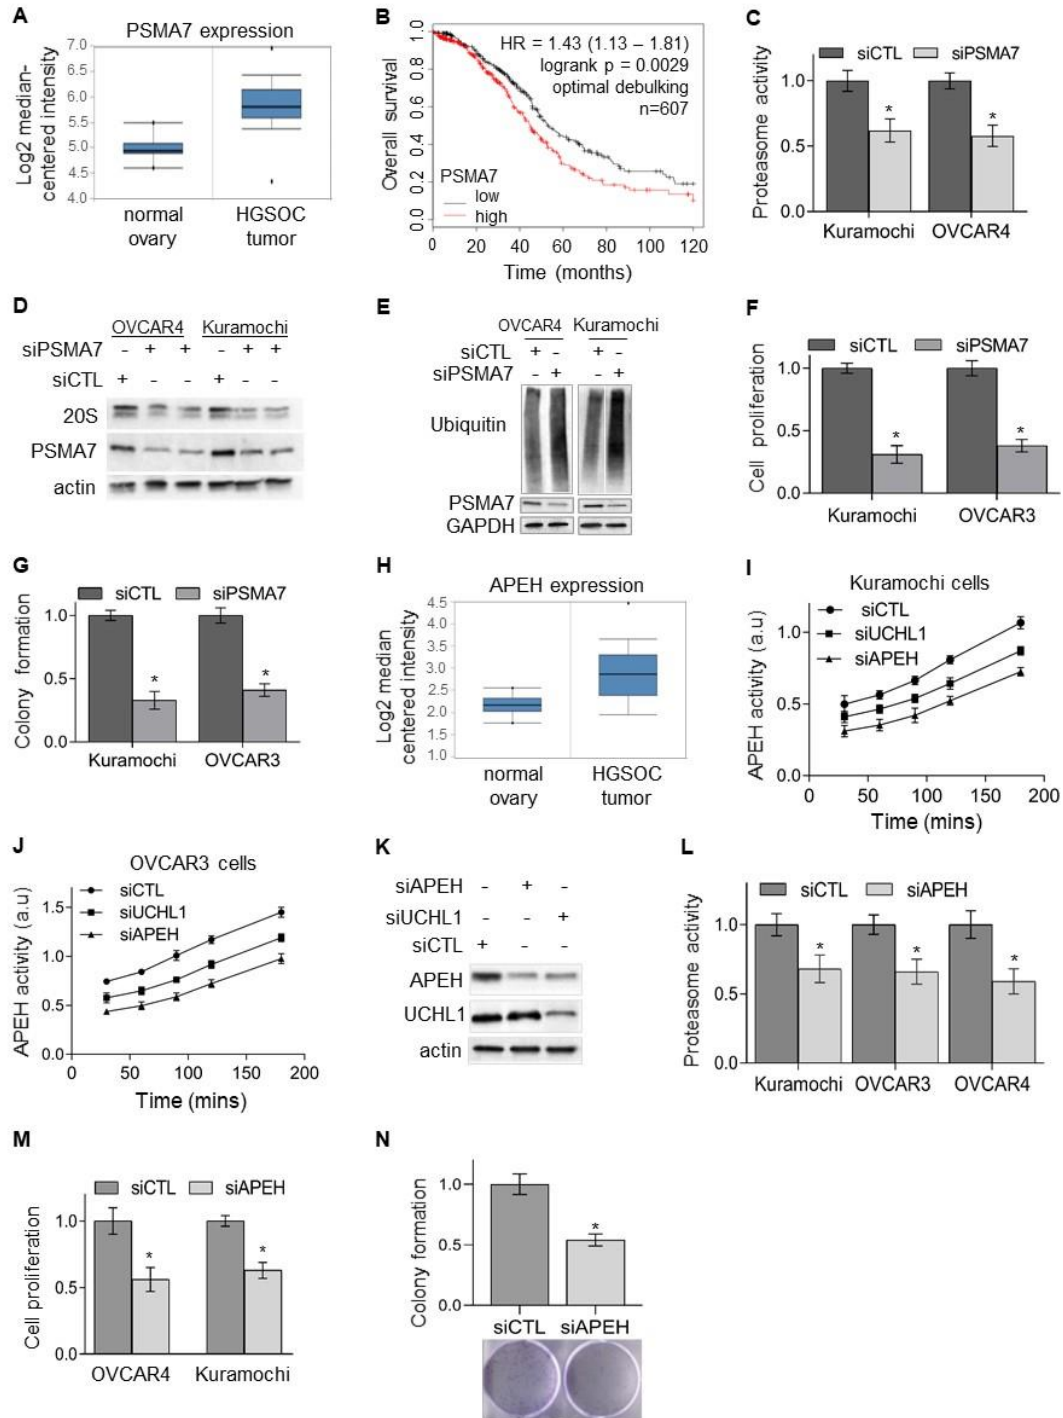 A
PSMA7 expression
Log2 median-
centered intensity
7.0
6.5
6.0
5.5
5.0
4.5
4.0
normal
ovary
HGSOC
tumor
B
HR = 1.43 (1.13 – 1.81)
logrank p = 0.0029
optimal debulking
n=607
Overall survival
1.0
0.8
0.6
0.4
0.2
0.0
PSMA7
low
high
0 20 40 60 80 100 120
Time (months)
C
siCTL siPSMA7
Proteasome activity
1.0
0.5
0.0
* *
Kuramochi OVCAR4
D
OVCAR4 Kuramochi
siPSMA7 - + + - + +
siCTL + - - + - -
20S
PSMA7
actin
E
OVCAR4 Kuramochi
siCTL + - + -
siPSMA7 - + - +
Ubiquitin
PSMA7
GAPDH
F
siCTL siPSMA7
Cell proliferation
1.0
0.5
0.0
* *
Kuramochi OVCAR3
G
siCTL siPSMA7
Colony formation
1.0
0.5
0.0
* *
Kuramochi OVCAR3
H
APEH expression
Log2 median
centered intensity
4.5
3.5
3.0
2.5
2.0
1.5
1.0
normal
ovary
HGSOC
tumor
I
Kuramochi cells
siCTL
siUCHL1
siAPEH
APEH activity (a.u)
1.0
0.5
0.0
0 50 100 150 200
Time (mins)
J
OVCAR3 cells
siCTL
siUCHL1
siAPEH
APEH activity (a.u)
1.5
1.0
0.5
0.0
0 50 100 150 200
Time (mins)
K
siAPEH - + -
siUCHL1 - - +
siCTL + - -
APEH
UCHL1
actin
L
siCTL siAPEH
Proteasome activity
1.0
0.5
0.0
* * *
Kuramochi OVCAR3 OVCAR4
M
siCTL siAPEH
Cell proliferation
1.0
0.5
0.0
* *
OVCAR4 Kuramochi
N
Colony formation
1.0
0.5
0.0
*
siCTL siAPEH